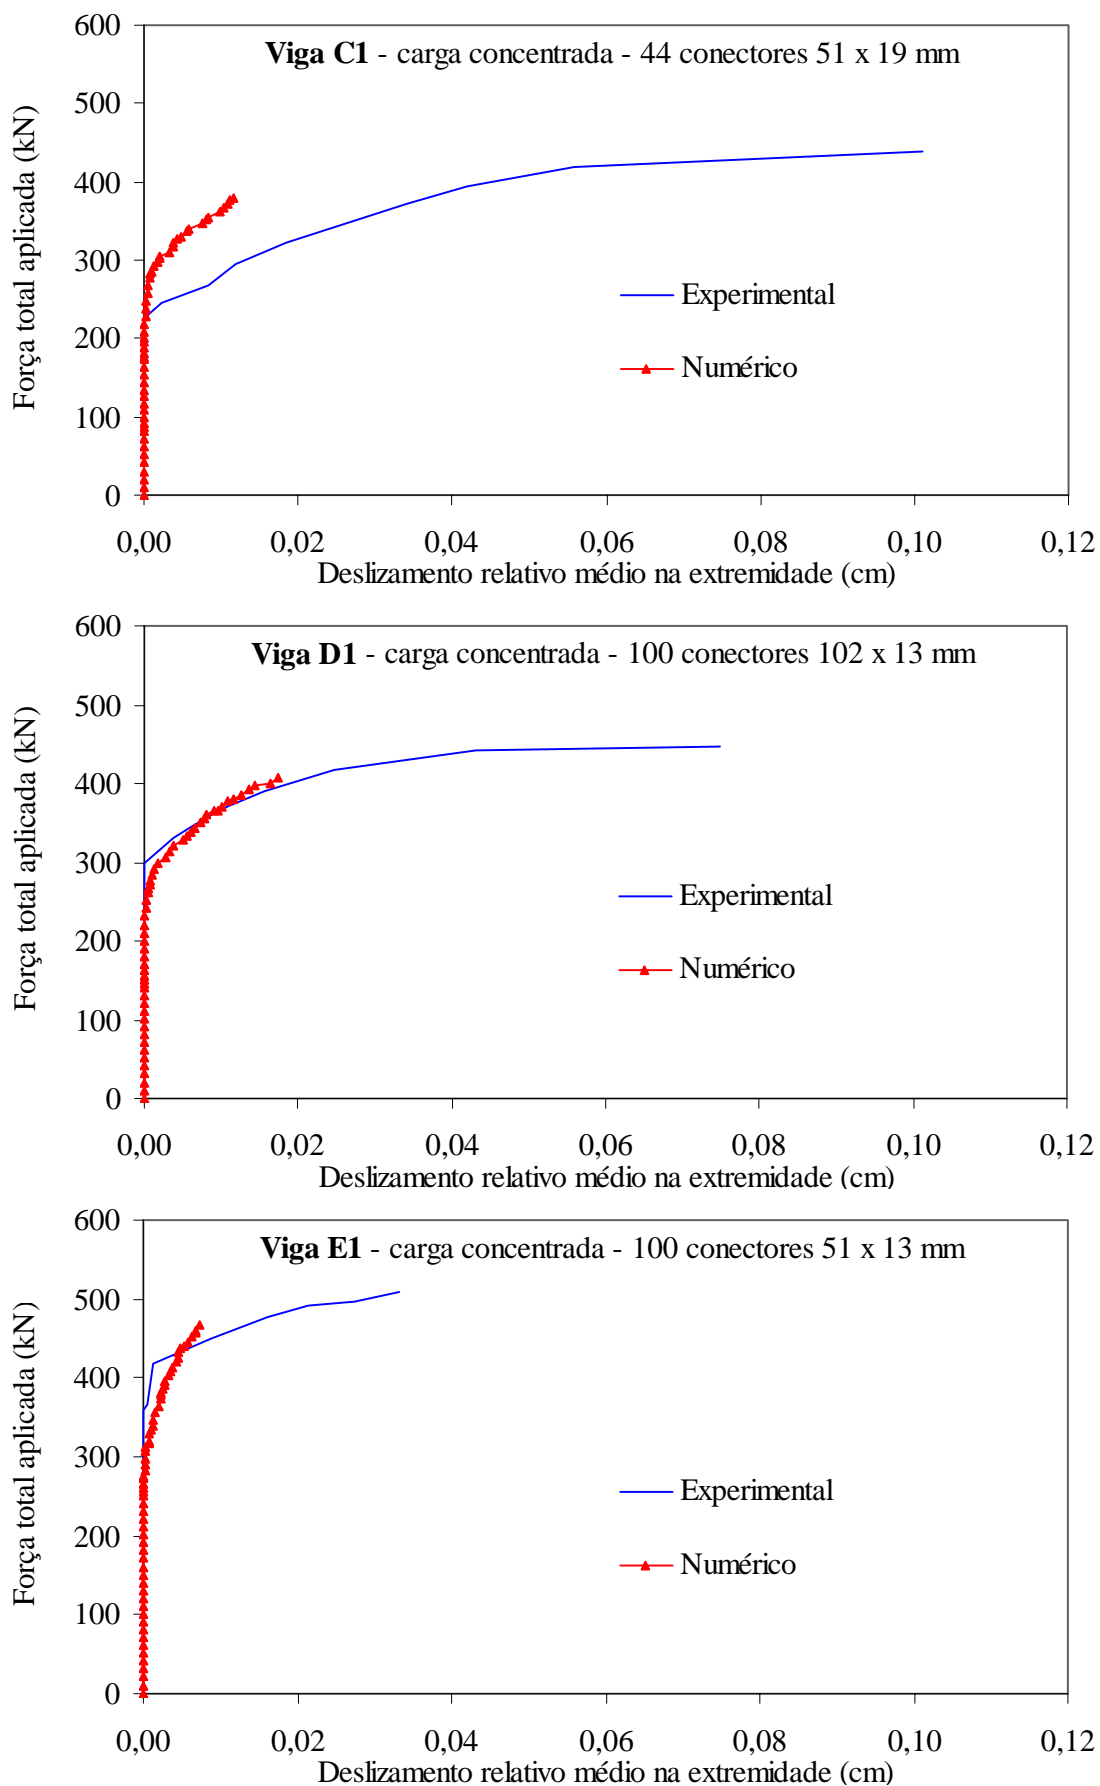 Viga C1 - carga concentrada - 44 conectores 51 x 19 mm
Força total aplicada (kN)
600
500
400
300
200
100
0
Experimental
Numérico
0,00 0,02 0,04 0,06 0,08 0,10 0,12
Deslizamento relativo médio na extremidade (cm)
Viga D1 - carga concentrada - 100 conectores 102 x 13 mm
Força total aplicada (kN)
600
500
400
300
200
100
0
Experimental
Numérico
0,00 0,02 0,04 0,06 0,08 0,10 0,12
Deslizamento relativo médio na extremidade (cm)
Viga E1 - carga concentrada - 100 conectores 51 x 13 mm
Força total aplicada (kN)
600
500
400
300
200
100
0
Experimental
Numérico
0,00 0,02 0,04 0,06 0,08 0,10 0,12
Deslizamento relativo médio na extremidade (cm)